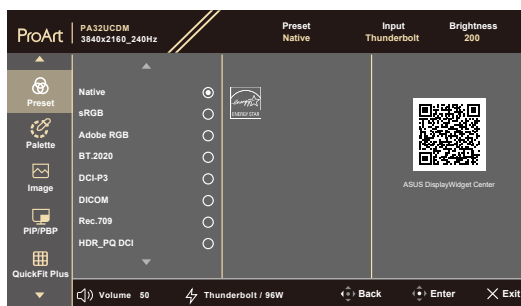 ProArt
PA32UCDM
3840x2160_240Hz
Preset
Native
Input
Thunderbolt
Brightness
200
Preset
Palette
Image
PIP/PBP
QuickFit Plus
Native
sRGB
Adobe RGB
BT.2020
DCI-P3
DICOM
Rec.709
HDR_PQ DCI
energy
ENERGY STAR
ASUS DisplayWidget Center
Volume 50
Thunderbolt / 96W
Back
Enter
Exit